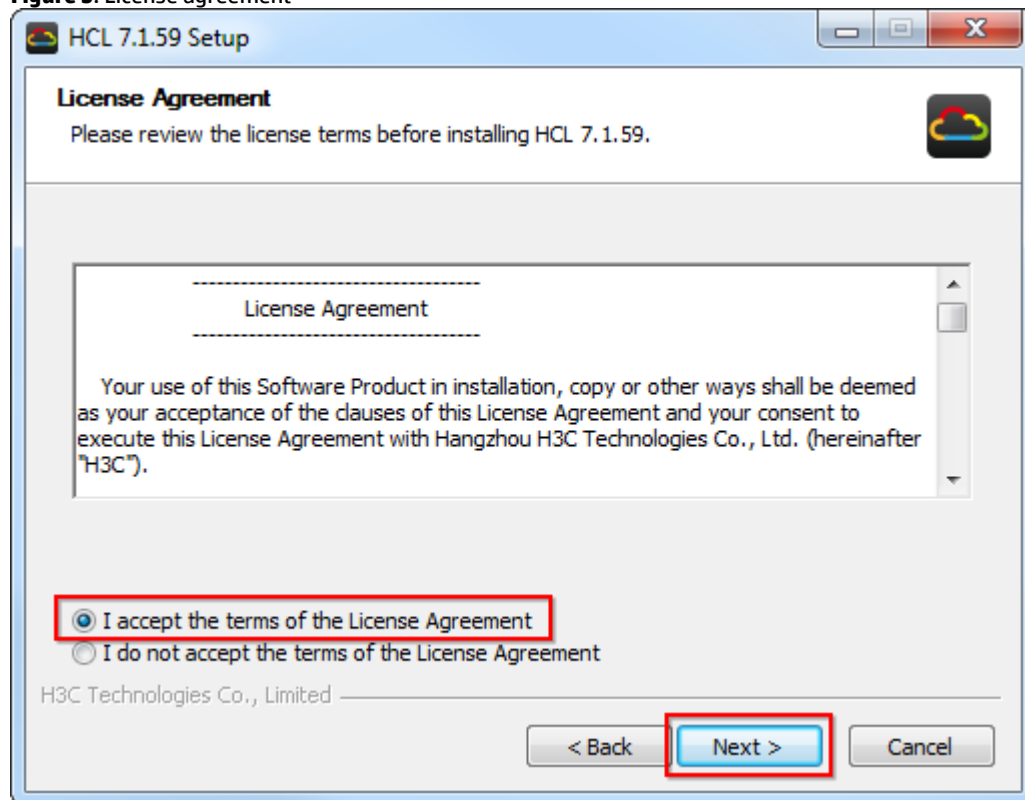 HCL 7.1.59 Setup
License Agreement
Please review the license terms before installing HCL 7.1.59.
------------------------------------
License Agreement
------------------------------------
Your use of this Software Product in installation, copy or other ways shall be deemed
as your acceptance of the clauses of this License Agreement and your consent to
execute this License Agreement with Hangzhou H3C Technologies Co., Ltd. (hereinafter
"H3C").
I accept the terms of the License Agreement
I do not accept the terms of the License Agreement
H3C Technologies Co., Limited
< Back Next > Cancel